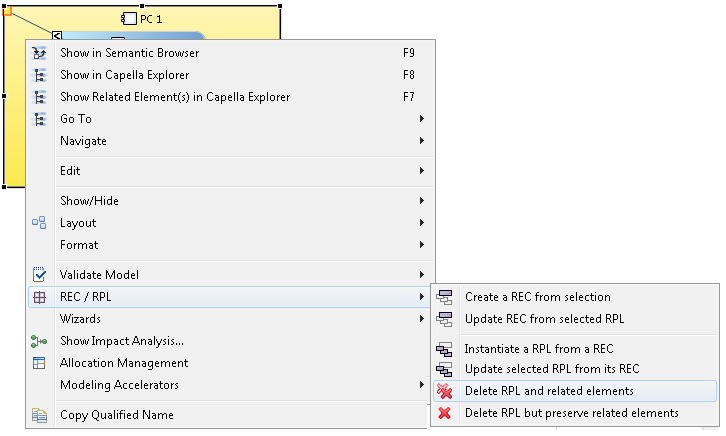 PC 1
Show in Semantic Browser F9
Show in Capella Explorer F8
Show Related Element(s) in Capella Explorer F7
Go To
Navigate
Edit
Show/Hide
Layout
Format
Validate Model
REC / RPL
Wizards
Show Impact Analysis...
Allocation Management
Modeling Accelerators
Copy Qualified Name
Create a REC from selection
Update REC from selected RPL
Instantiate a RPL from a REC
Update selected RPL from its REC
Delete RPL and related elements
Delete RPL but preserve related elements